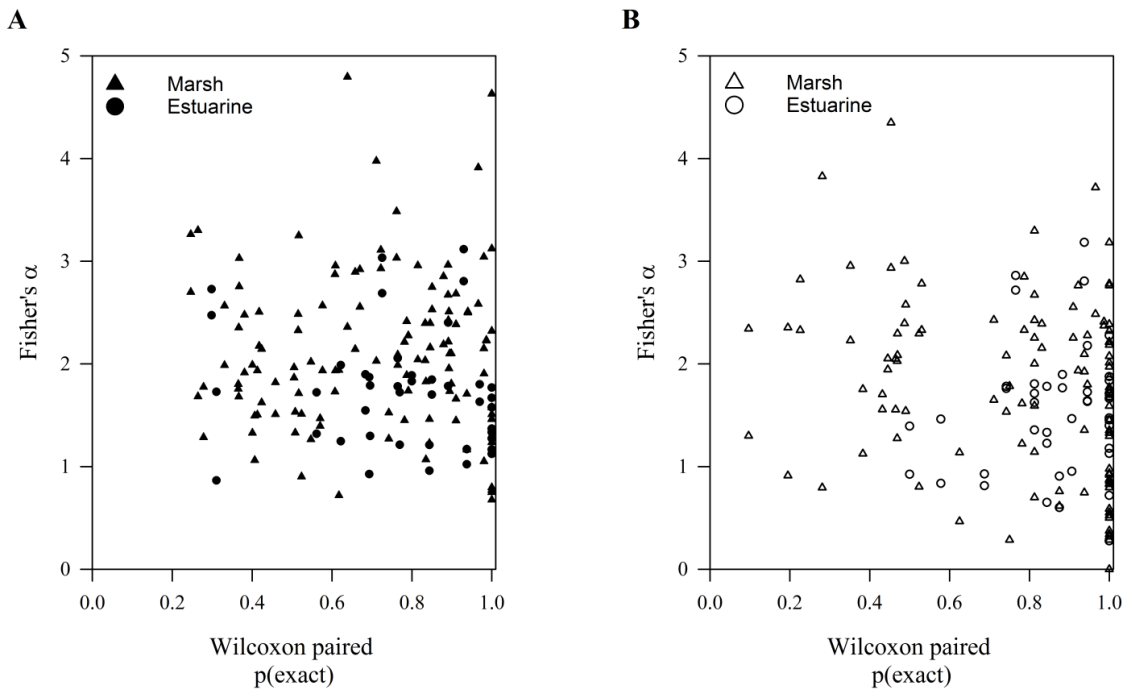 A
5
4
3
2
1
0
Fisher's α
Marsh
Estuarine
0.0 0.2 0.4 0.6 0.8 1.0
Wilcoxon paired
p(exact)
B
5
4
3
2
1
0
Fisher's α
Marsh
Estuarine
0.0 0.2 0.4 0.6 0.8 1.0
Wilcoxon paired
p(exact)